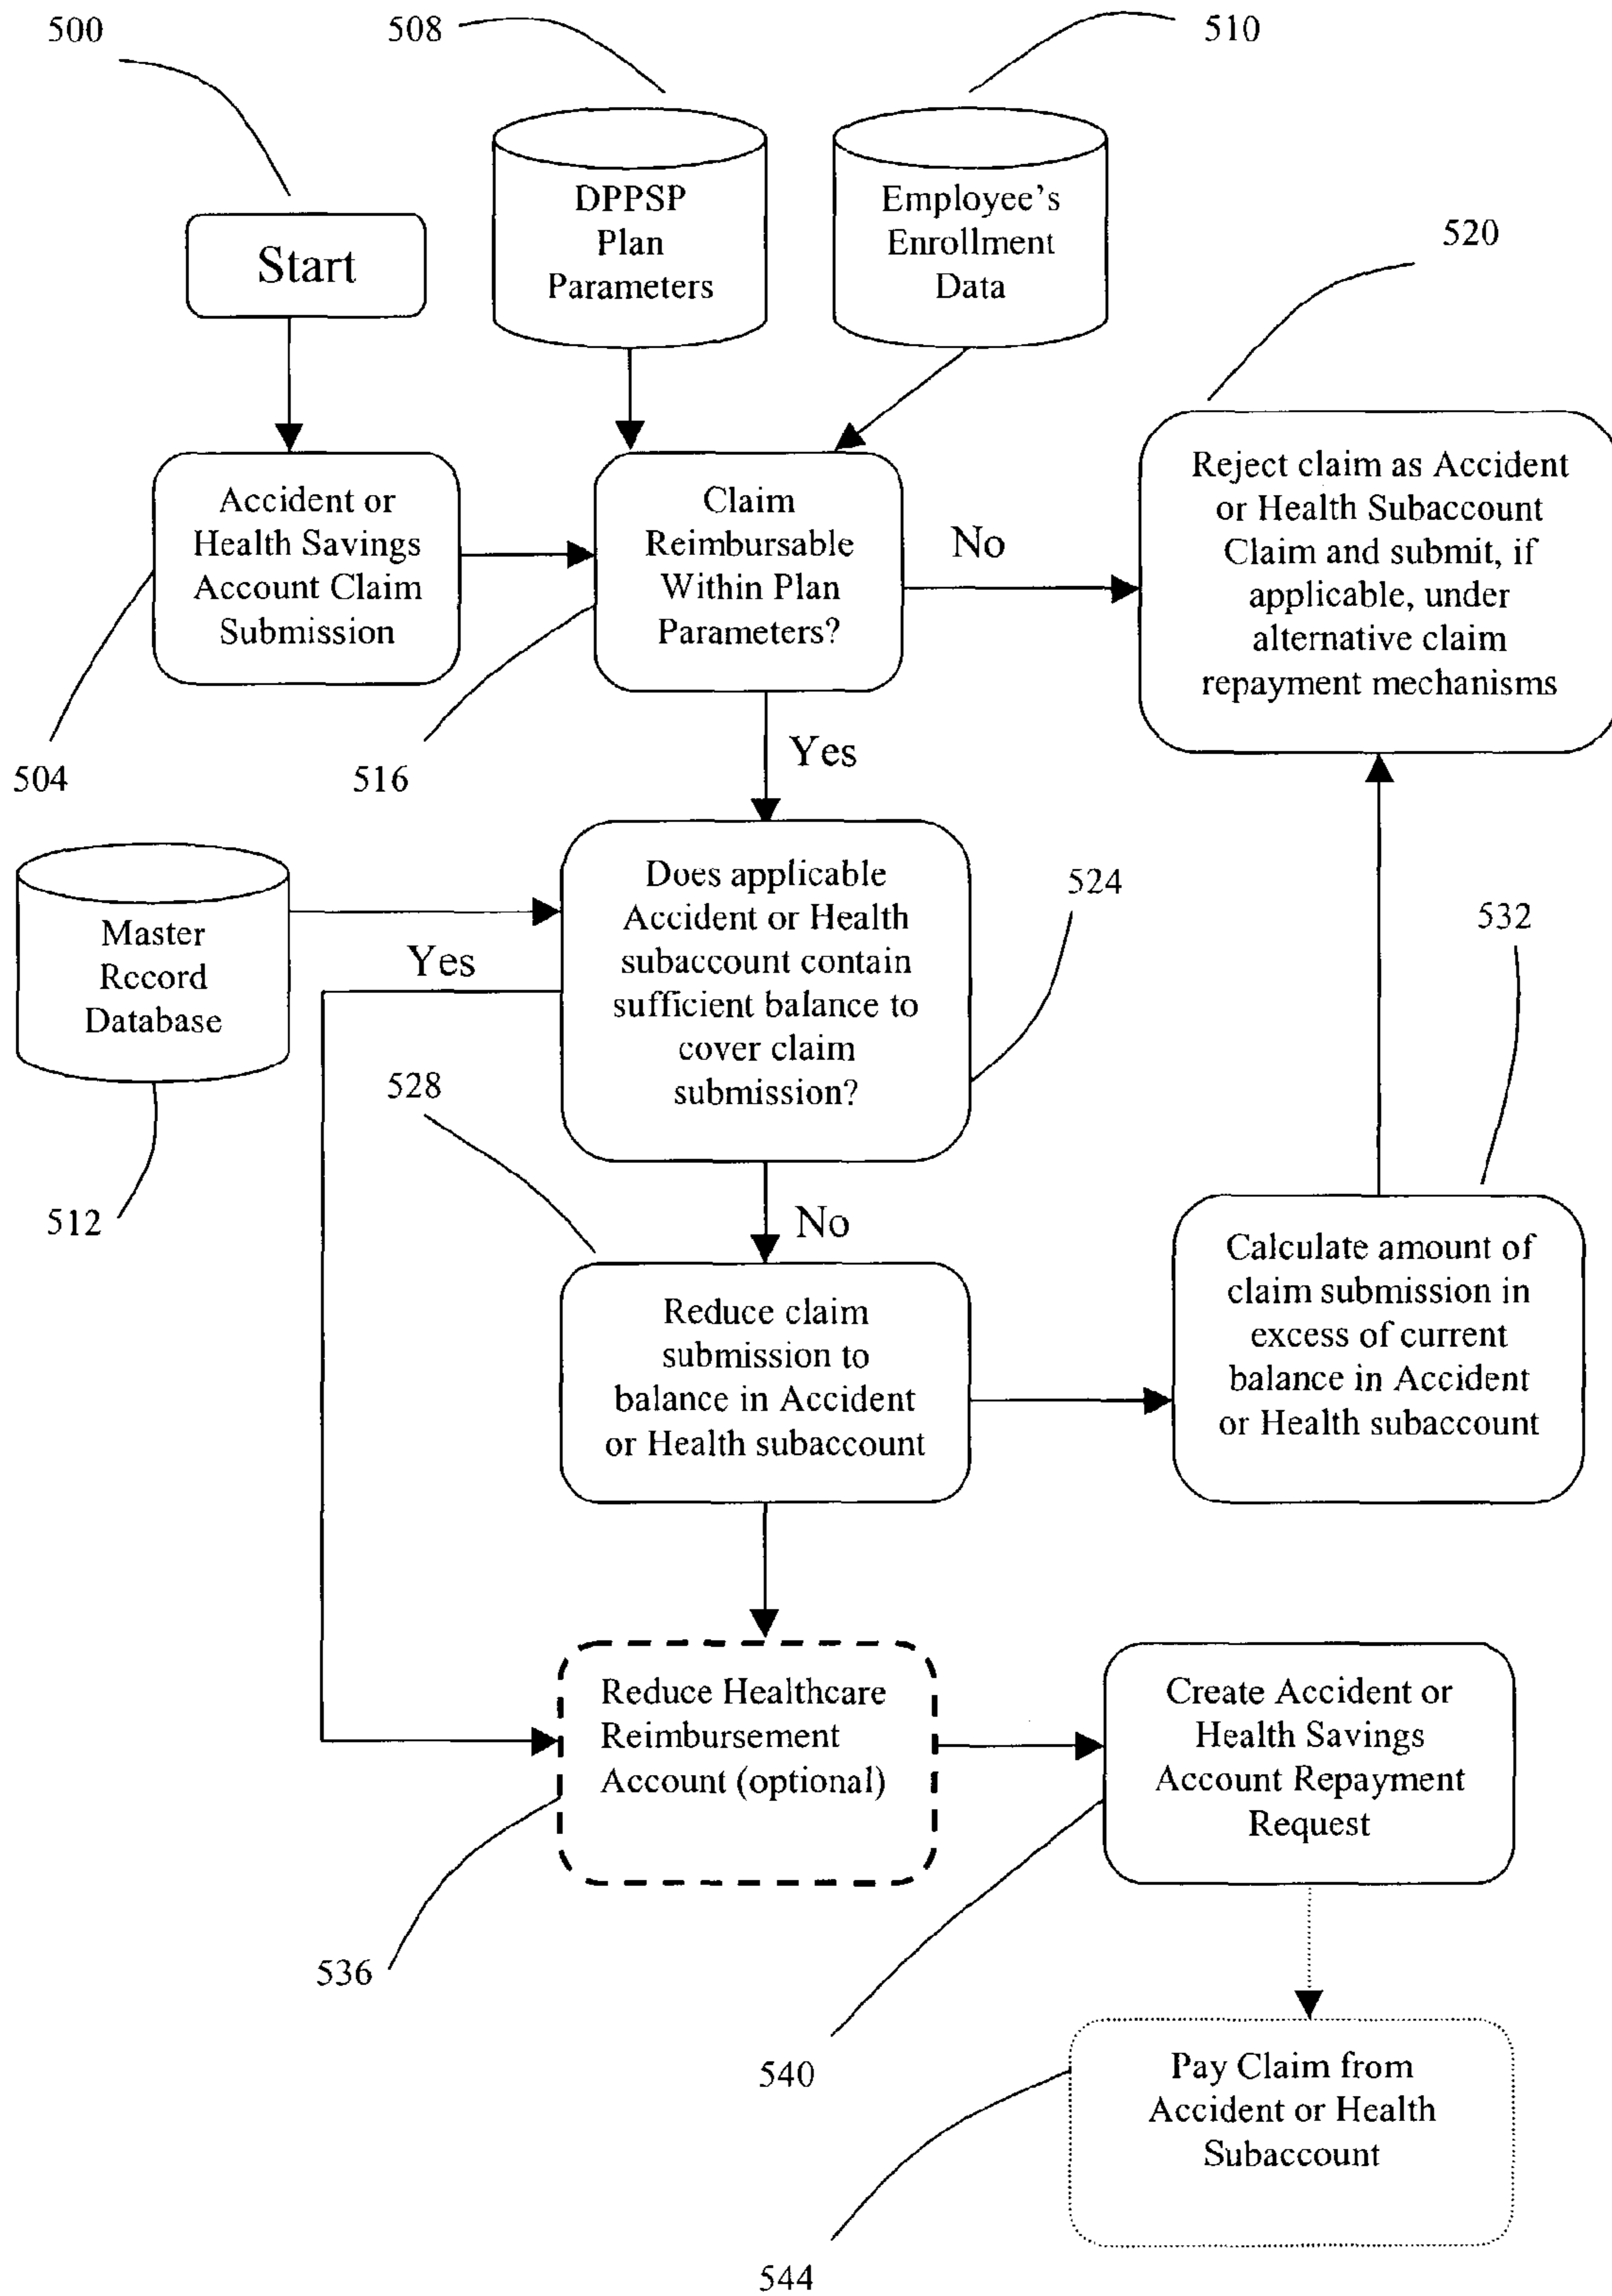 500
508
510
DPPSP
Plan
Parameters
Employee's
Enrollment
Data
520
Start
Accident or
Health Savings
Account Claim
Submission
Claim
Reimbursable
Within Plan
Parameters?
No
Reject claim as Accident
or Health Subaccount
Claim and submit, if
applicable, under
alternative claim
repayment mechanisms
504
516
Yes
Master
Record
Database
Yes
Does applicable
Accident or Health
subaccount contain
sufficient balance to
cover claim
submission?
524
532
528
512
No
Reduce claim
submission to
balance in Accident
or Health subaccount
Calculate amount of
claim submission in
excess of current
balance in Accident
or Health subaccount
Reduce Healthcare
Reimbursement
Account (optional)
Create Accident or
Health Savings
Account Repayment
Request
536
540
Pay Claim from
Accident or Health
Subaccount
544